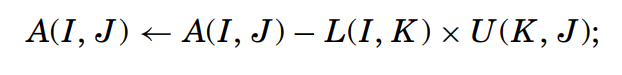 A(I, J) ← A(I, J) − L(I, K) × U(K, J);